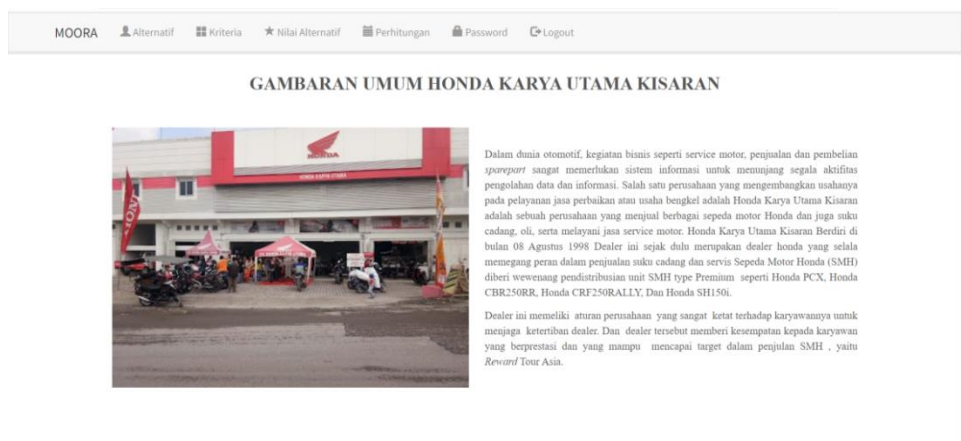 MOORA Alternatif Kriteria Nilai Alternatif Perhitungan Password Logout
GAMBARAN UMUM HONDA KARYA UTAMA KISARAN
HONDA
HONDA KARYA UTAMA
Dalam dunia otomotif, kegiatan bisnis seperti service motor, penjualan dan pembelian
sparepart sangat memerlukan sistem informasi untuk menunjang segala aktifitas
pengolahan data dan informasi. Salah satu perusahaan yang mengembangkan usahanya
pada pelayanan jasa perbaikan atau usaha bengkel adalah Honda Karya Utama Kisaran
adalah sebuah perusahaan yang menjual berbagai sepeda motor Honda dan juga suku
cadang, oli, serta melayani jasa service motor. Honda Karya Utama Kisaran Berdiri di
bulan 08 Agustus 1998 Dealer ini sejak dulu merupakan dealer honda yang selala
memegang peran dalam penjualan suku cadang dan servis Sepeda Motor Honda (SMH)
diberi wewenang pendistribusian unit SMH type Premium seperti Honda PCX, Honda
CBR250RR, Honda CRF250RALLY, Dan Honda SH150i.
Dealer ini memeliki aturan perusahaan yang sangat ketat terhadap karyawannya untuk
menjaga ketertiban dealer. Dan dealer tersebut memberi kesempatan kepada karyawan
yang berprestasi dan yang mampu mencapai target dalam penjulan SMH , yaitu
Reward Tour Asia.